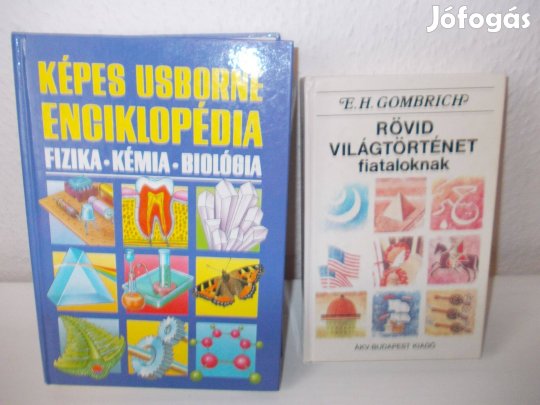 Jófogás
KÉPES USBORNE
ENCIKLOPÉDIA
FIZIKA • KÉMIA • BIOLÓGIA
E.H. GOMBRICH
RÖVID
VILÁGTÖRTÉNET
fiataloknak
ÁKV-BUDAPEST KIADÓ